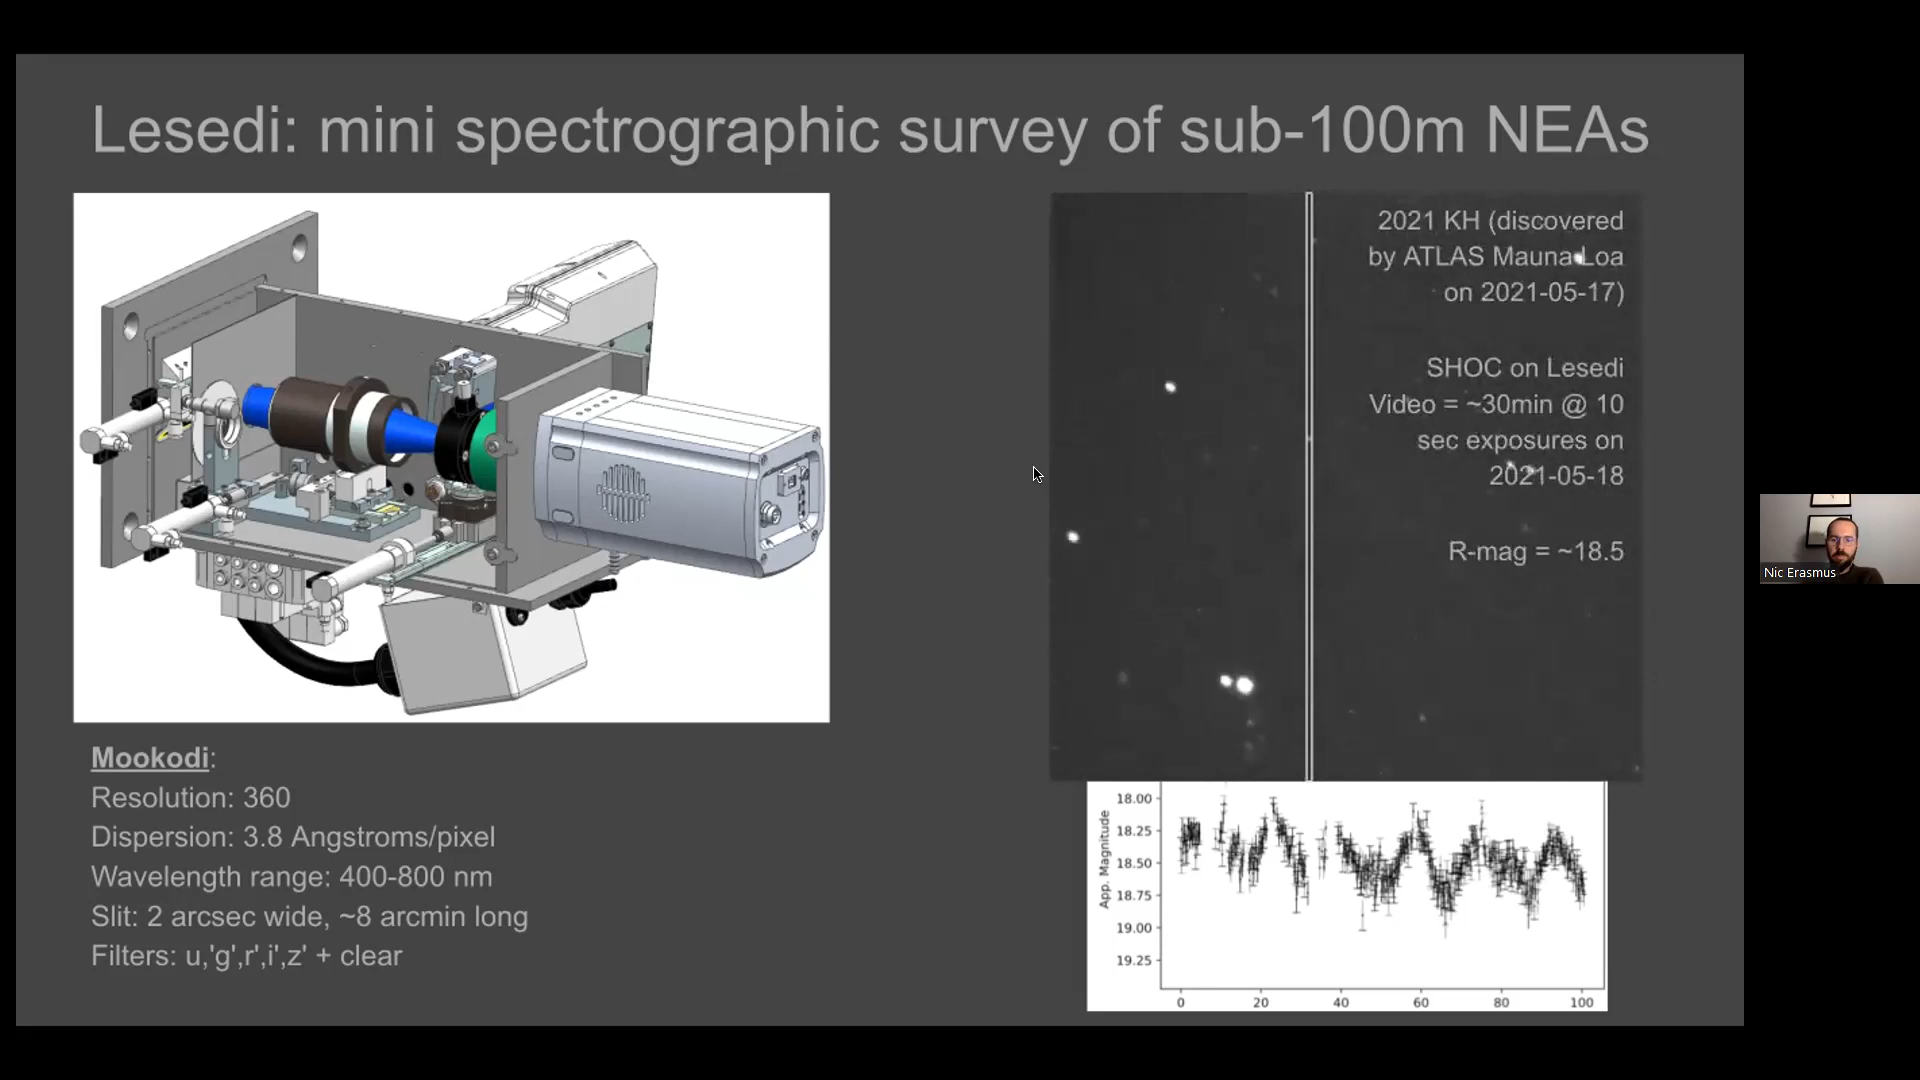 Lesedi: mini spectrographic survey of sub-100m NEAs
2021 KH (discovered
by ATLAS Mauna Loa
on 2021-05-17)
SHOC on Lesedi
Video = ~30min @ 10
sec exposures on
2021-05-18
R-mag = ~18.5
Mookodi:
Resolution: 360
Dispersion: 3.8 Angstroms/pixel
Wavelength range: 400-800 nm
Slit: 2 arcsec wide, ~8 arcmin long
Filters: u,'g',r',i',z' + clear
App. Magnitude
18.00
18.25
18.50
18.75
19.00
19.25
0 20 40 60 80 100
Nic Erasmus